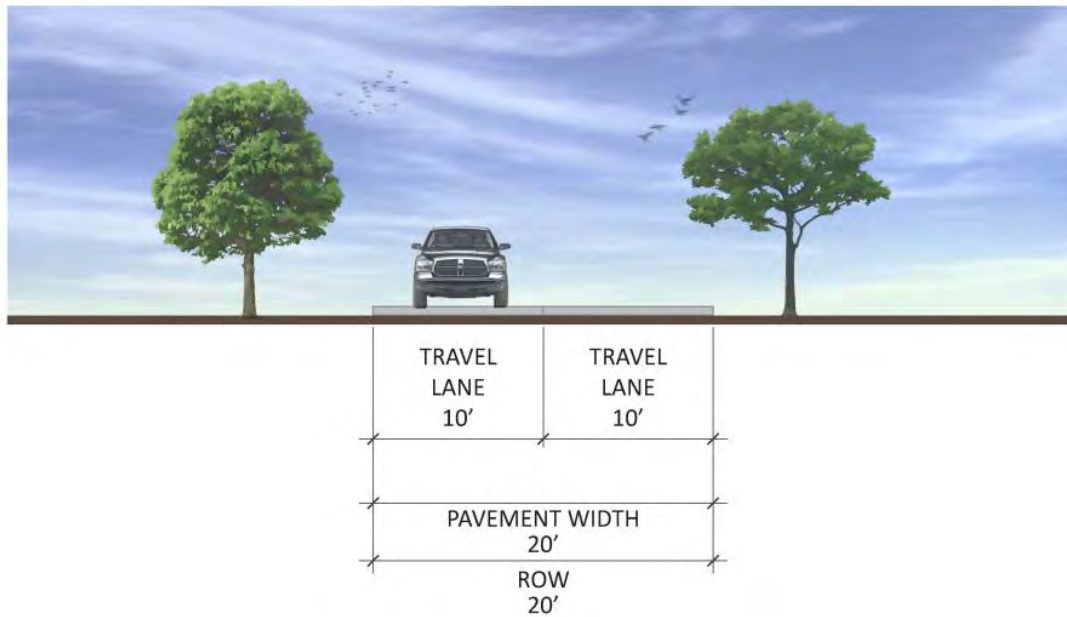 TRAVEL
LANE
10'
TRAVEL
LANE
10'
PAVEMENT WIDTH
20'
ROW
20'